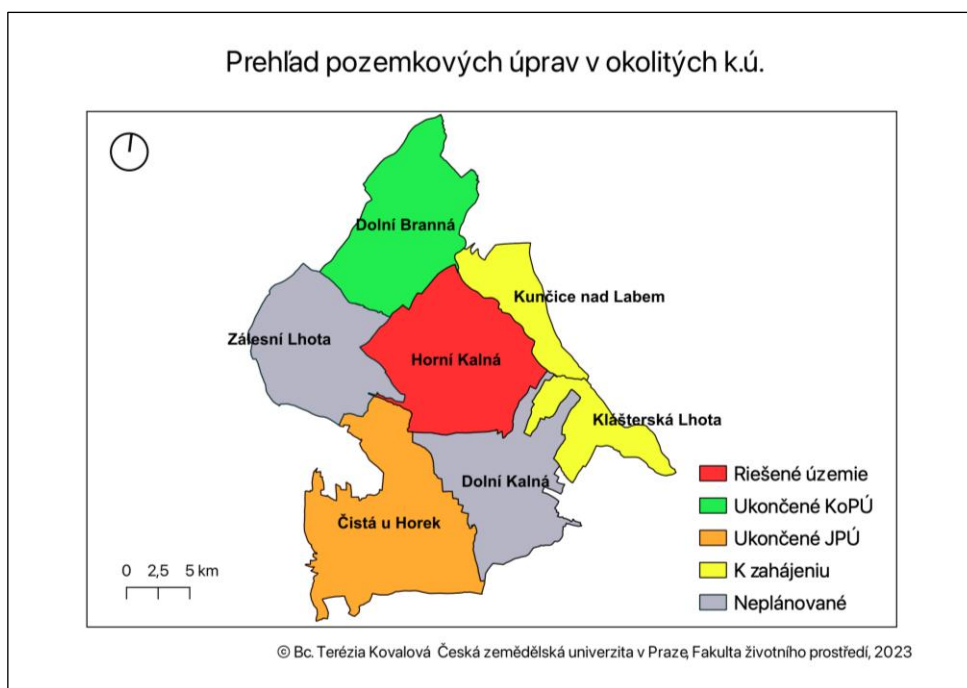 Prehľad pozemkových úprav v okolitých k.ú.
Dolní Branná
Kunčice nad Labem
Zálesní Lhota
Horní Kalná
Klášterská Lhota
Dolní Kalná
Čistá u Horek
Riešené územie
Ukončené KoPÚ
Ukončené JPÚ
K zahájeniu
Neplánované
0 2,5 5 km
© Bc. Terézia Kovalová Česká zemědělská univerzita v Praze, Fakulta životního prostředí, 2023